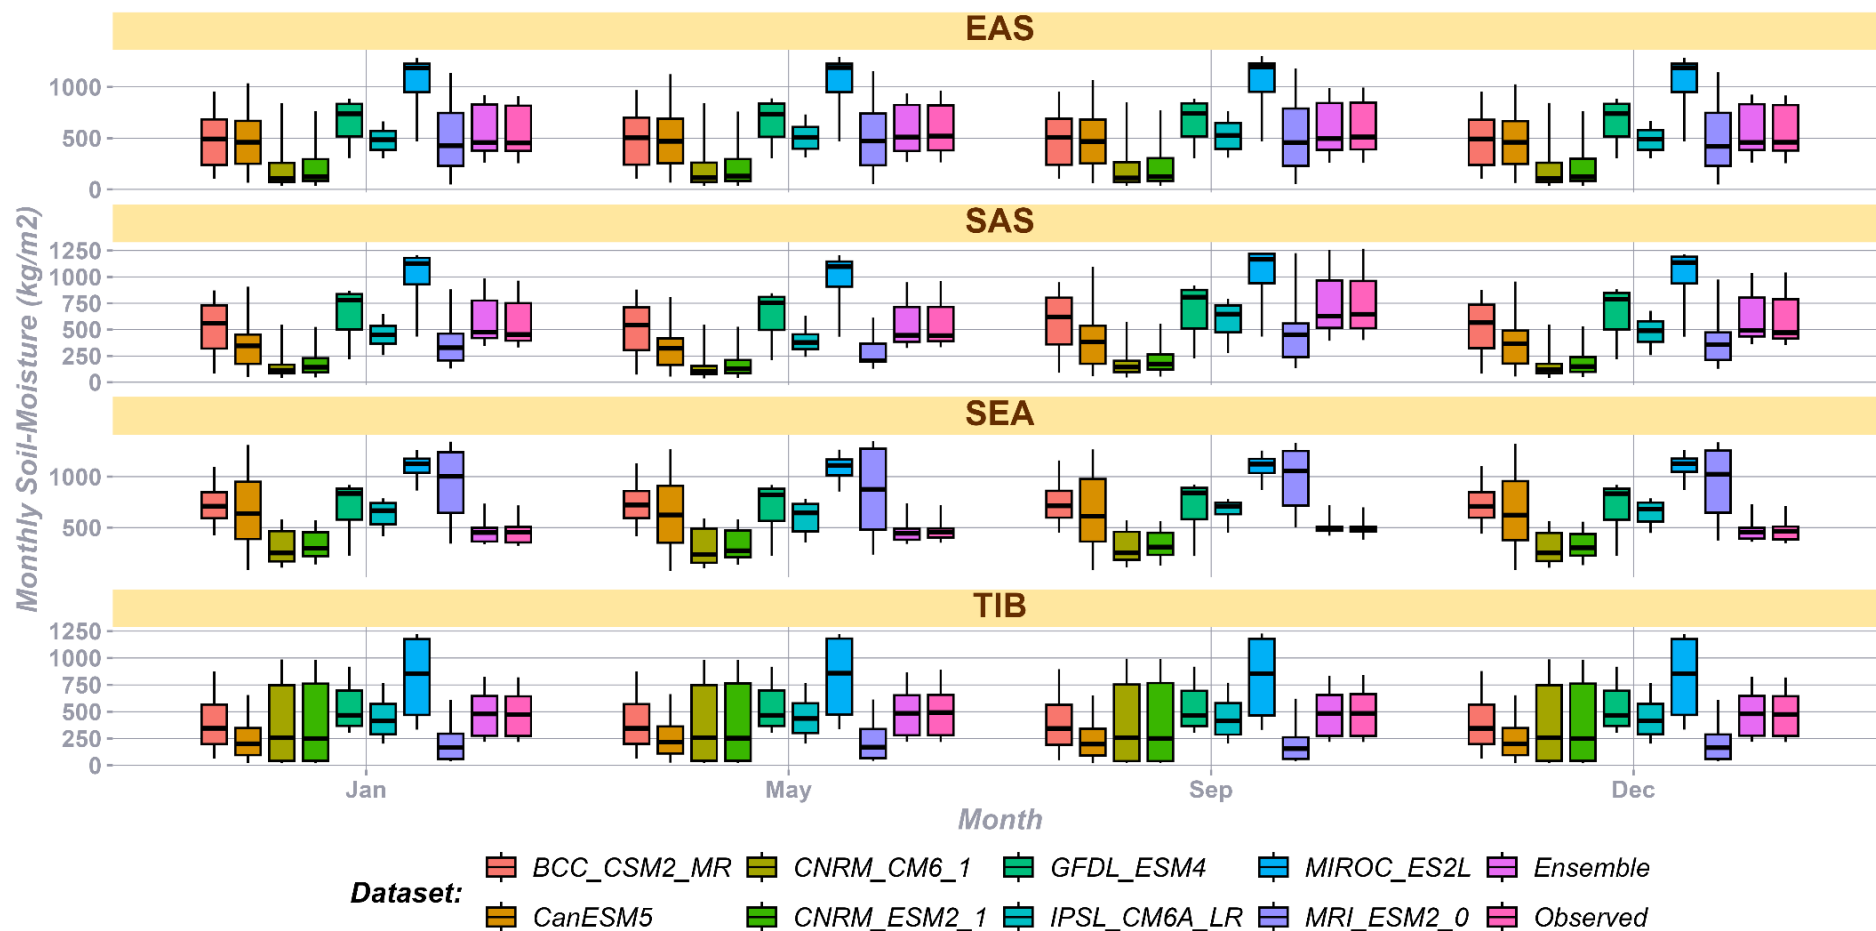 EAS
1000
500
0
SAS
1250
1000
750
500
250
0
SEA
1000
500
TIB
1250
1000
750
500
250
0
Monthly Soil-Moisture (kg/m2)
Jan May Sep Dec
Month
Dataset:
BCC_CSM2_MR CNRM_CM6_1 GFDL_ESM4 MIROC_ES2L Ensemble
CanESM5 CNRM_ESM2_1 IPSL_CM6A_LR MRI_ESM2_0 Observed